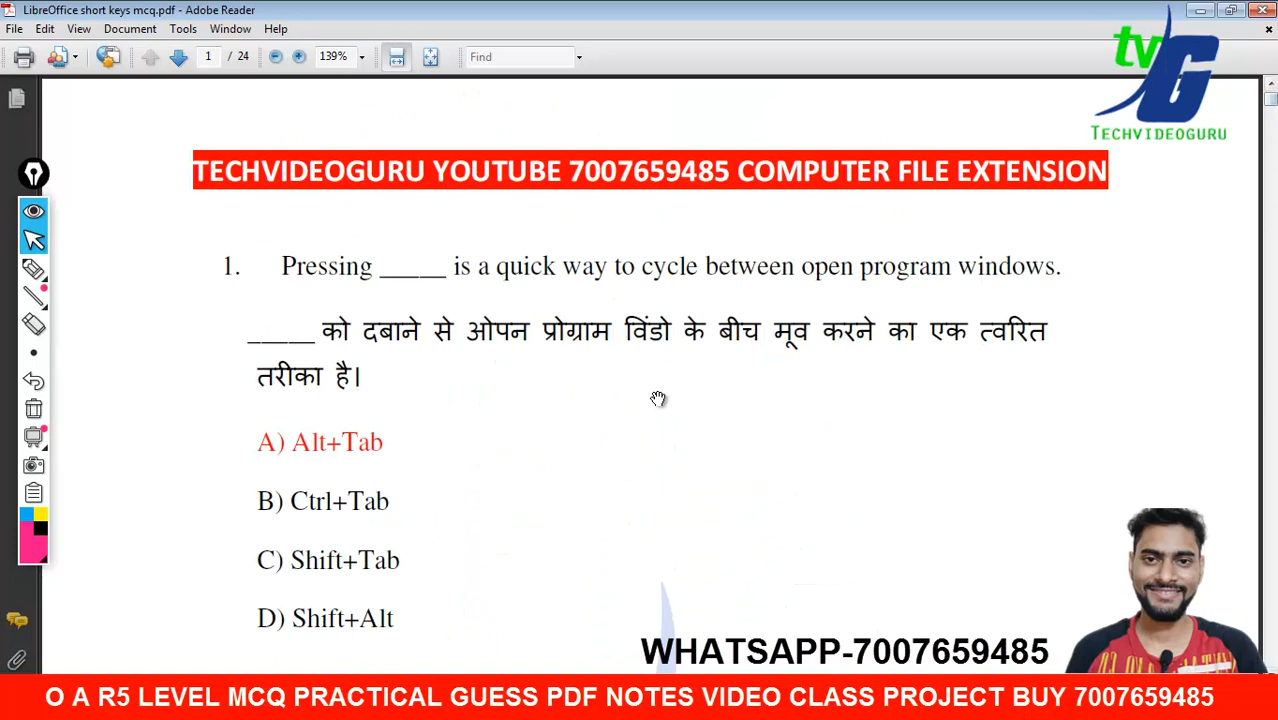 LibreOffice short keys mcq.pdf - Adobe Reader
File Edit View Document Tools Window Help
1 / 24 139% Find
tvG
TECHVIDEOGURU
TECHVIDEOGURU YOUTUBE 7007659485 COMPUTER FILE EXTENSION
1. Pressing _____ is a quick way to cycle between open program windows.
_____ को दबाने से ओपन प्रोग्राम विंडो के बीच मूव करने का एक त्वरित
तरीका है।
A) Alt+Tab
B) Ctrl+Tab
C) Shift+Tab
D) Shift+Alt
WHATSAPP-7007659485
O A R5 LEVEL MCQ PRACTICAL GUESS PDF NOTES VIDEO CLASS PROJECT BUY 7007659485